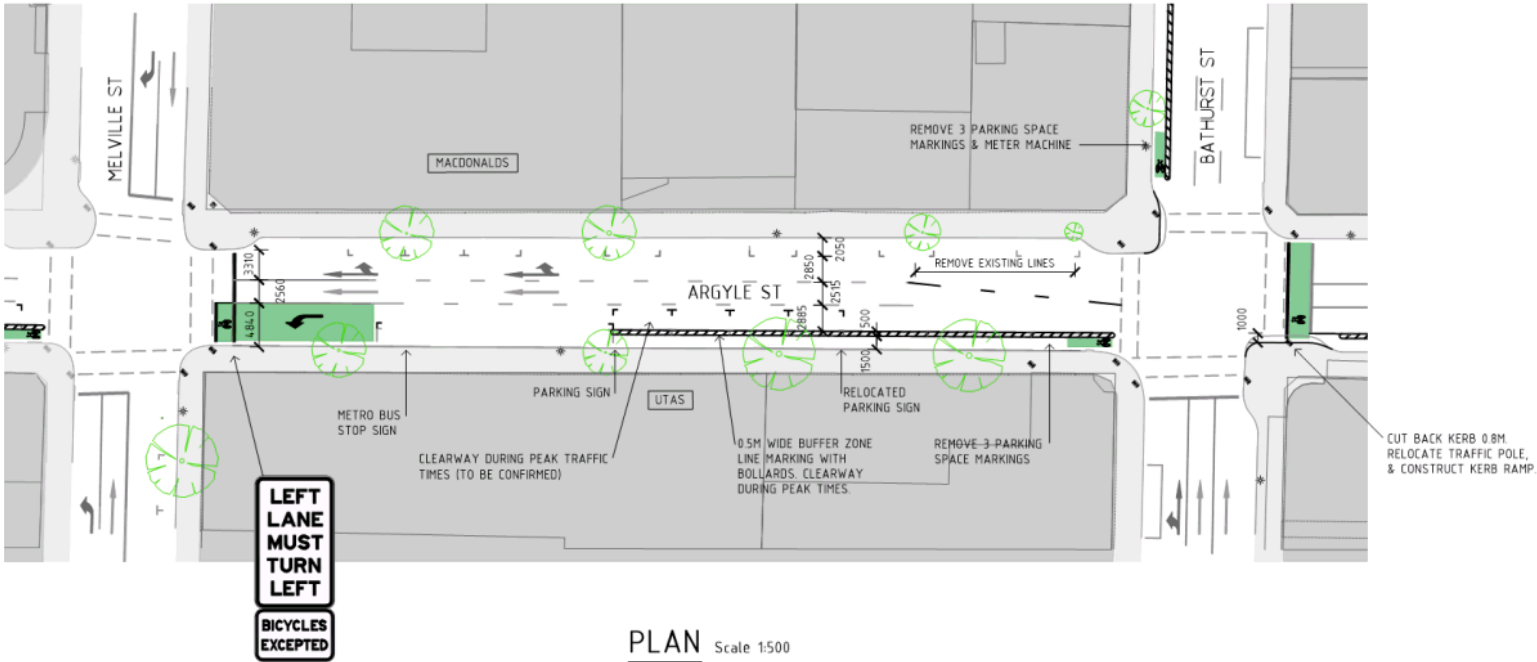 MELVILLE ST
BATHURST ST
REMOVE 3 PARKING SPACE
MARKINGS & METER MACHINE
MACDONALDS
REMOVE EXISTING LINES
ARGYLE ST
3310
2560
4840
2050
2850
2515
2885
500
1500
1000
PARKING SIGN
UTAS
RELOCATED
PARKING SIGN
METRO BUS
STOP SIGN
CLEARWAY DURING PEAK TRAFFIC
TIMES (TO BE CONFIRMED)
0.5M WIDE BUFFER ZONE
LINE MARKING WITH
BOLLARDS. CLEARWAY
DURING PEAK TIMES.
REMOVE 3 PARKING
SPACE MARKINGS
CUT BACK KERB 0.8M.
RELOCATE TRAFFIC POLE,
& CONSTRUCT KERB RAMP.
LEFT
LANE
MUST
TURN
LEFT
BICYCLES
EXCEPTED
PLAN Scale 1:500